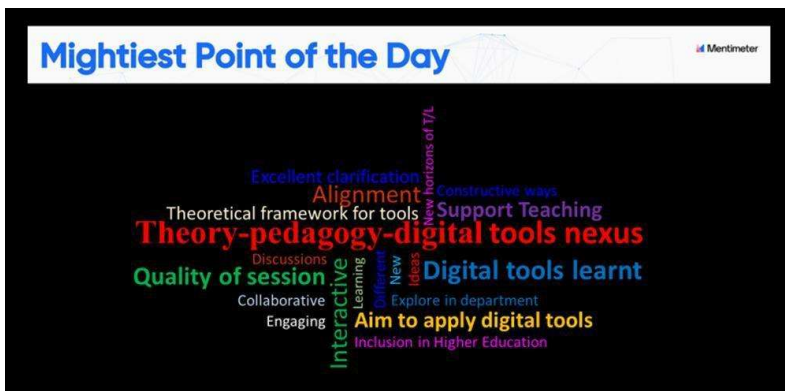 Mightiest Point of the Day
Mentimeter
New horizons of T/L
Excellent clarification
Alignment
Constructive ways
Theoretical framework for tools
Support Teaching
Theory-pedagogy-digital tools nexus
Discussions
Quality of session
Interactive
Learning
Different
New
Ideas
Digital tools learnt
Collaborative
Explore in department
Engaging
Aim to apply digital tools
Inclusion in Higher Education